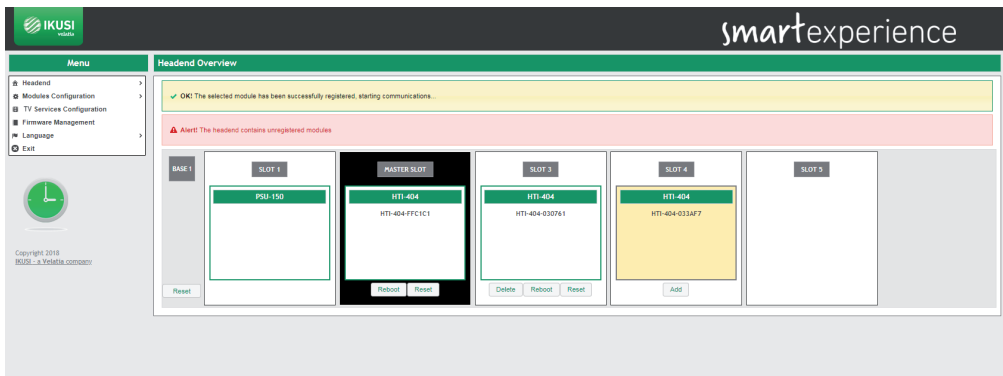 IKUSI
velatia
smartexperience
Menu
Headend Overview
Headend
Modules Configuration
TV Services Configuration
Firmware Management
Language
Exit
OK! The selected module has been successfully registered, starting communications...
Alert! The headend contains unregistered modules
BASE 1
SLOT 1
MASTER SLOT
SLOT 3
SLOT 4
SLOT 5
PSU-150
HTI-404
HTI-404
HTI-404
HTI-404-FFC1C1
HTI-404-030761
HTI-404-033AF7
Copyright 2018
IKUSI - a Velatia company
Reset
Reboot
Reset
Delete
Reboot
Reset
Add